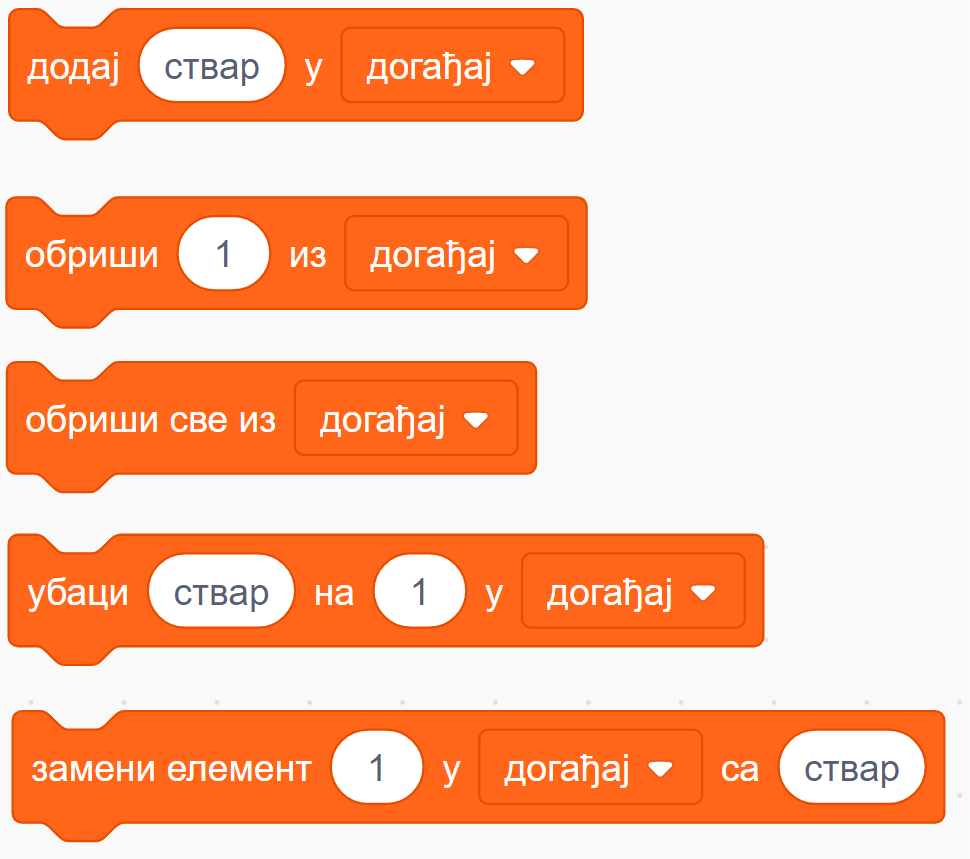 додај ствар у догађај
обриши 1 из догађај
обриши све из догађај
убаци ствар на 1 у догађај
замени елемент 1 у догађај са ствар